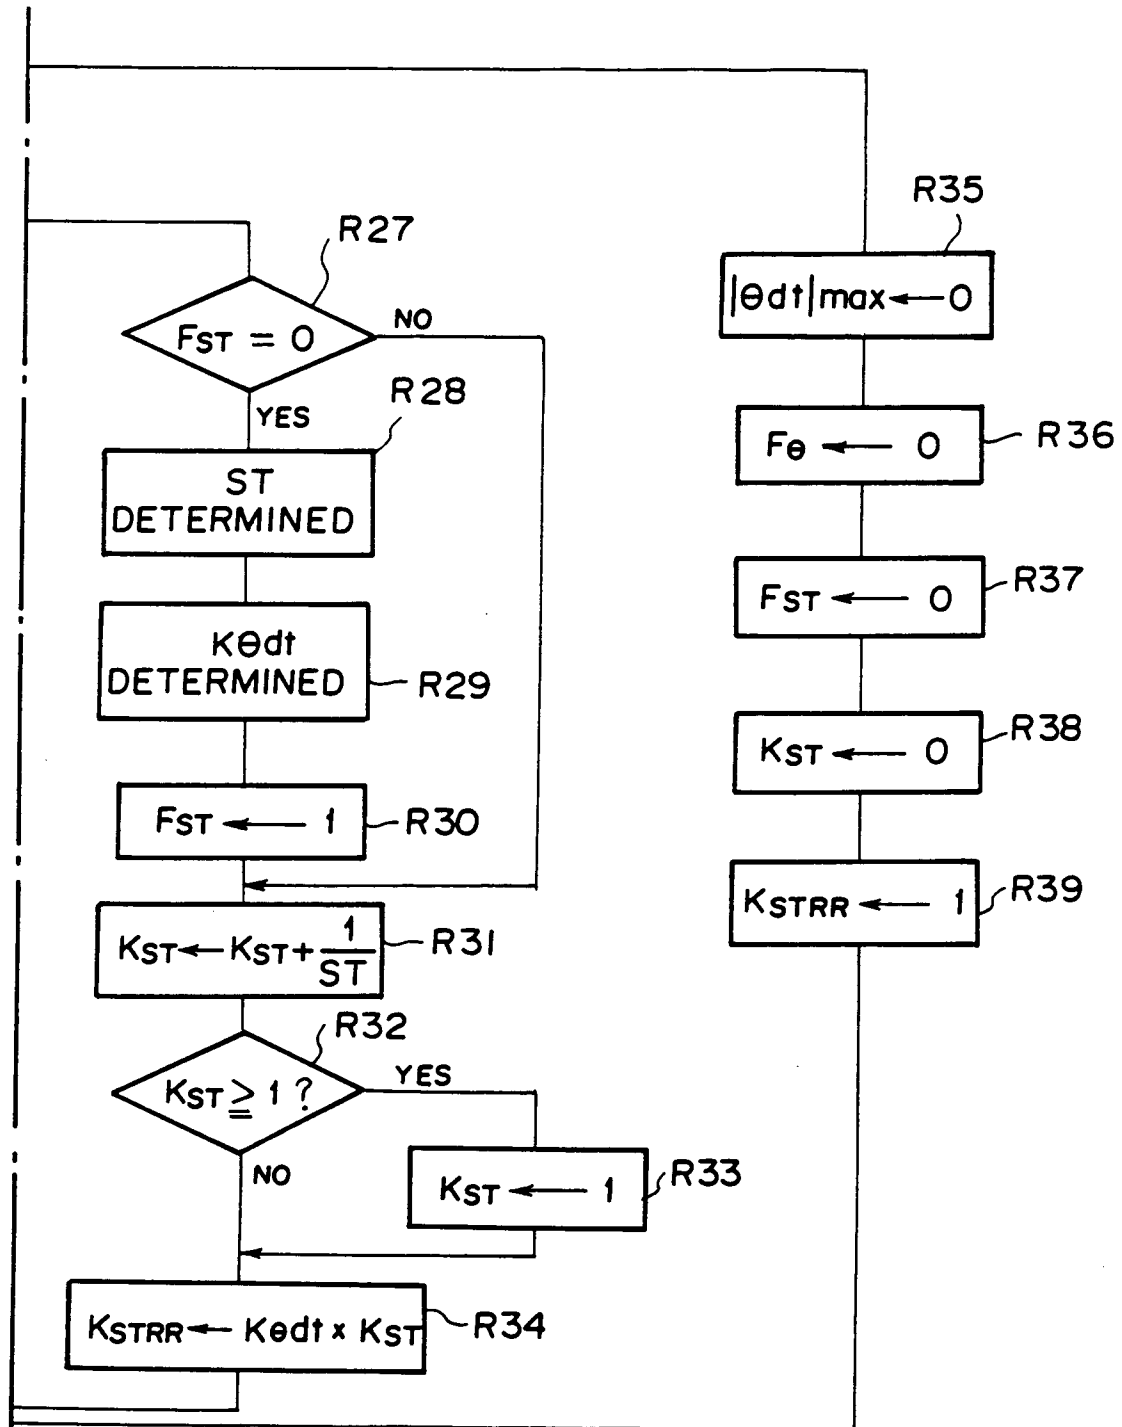 R27
FST = 0
NO
YES
R28
ST
DETERMINED
Kθdt
DETERMINED
R29
FST ← 1
R30
KST ← KST + 1/ST
R31
R32
KST ≧ 1 ?
YES
NO
KST ← 1
R33
KSTRR ← Kθdt x KST
R34
R35
|θdt|max ← 0
Fθ ← 0
R36
FST ← 0
R37
KST ← 0
R38
KSTRR ← 1
R39